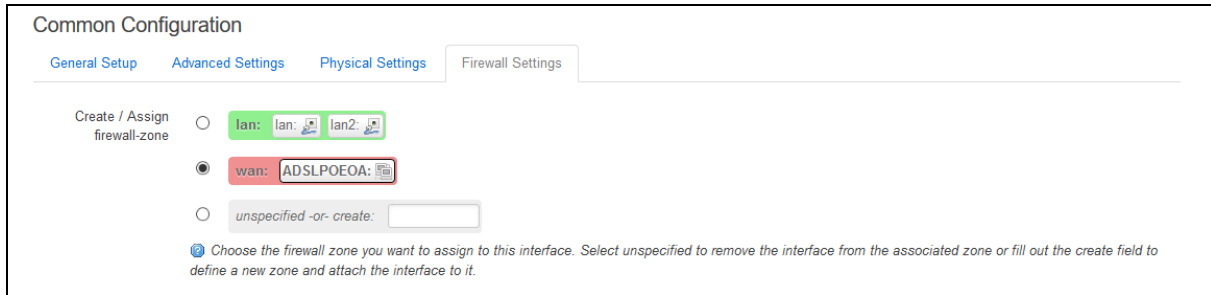 Common Configuration
General Setup Advanced Settings Physical Settings Firewall Settings
Create / Assign
firewall-zone
lan: lan: lan2:
wan: ADSLPOEOA:
unspecified -or- create:
Choose the firewall zone you want to assign to this interface. Select unspecified to remove the interface from the associated zone or fill out the create field to
define a new zone and attach the interface to it.